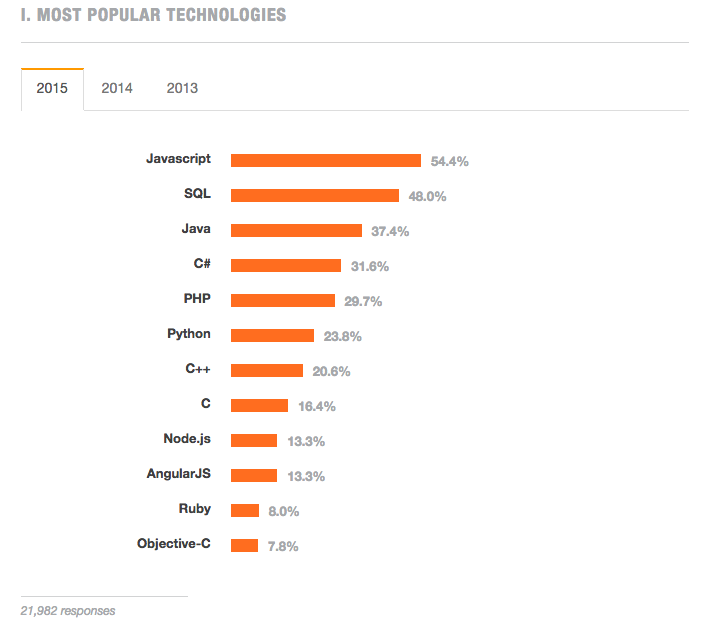 I. MOST POPULAR TECHNOLOGIES
2015 2014 2013
Javascript 54.4%
SQL 48.0%
Java 37.4%
C# 31.6%
PHP 29.7%
Python 23.8%
C++ 20.6%
C 16.4%
Node.js 13.3%
AngularJS 13.3%
Ruby 8.0%
Objective-C 7.8%
21,982 responses